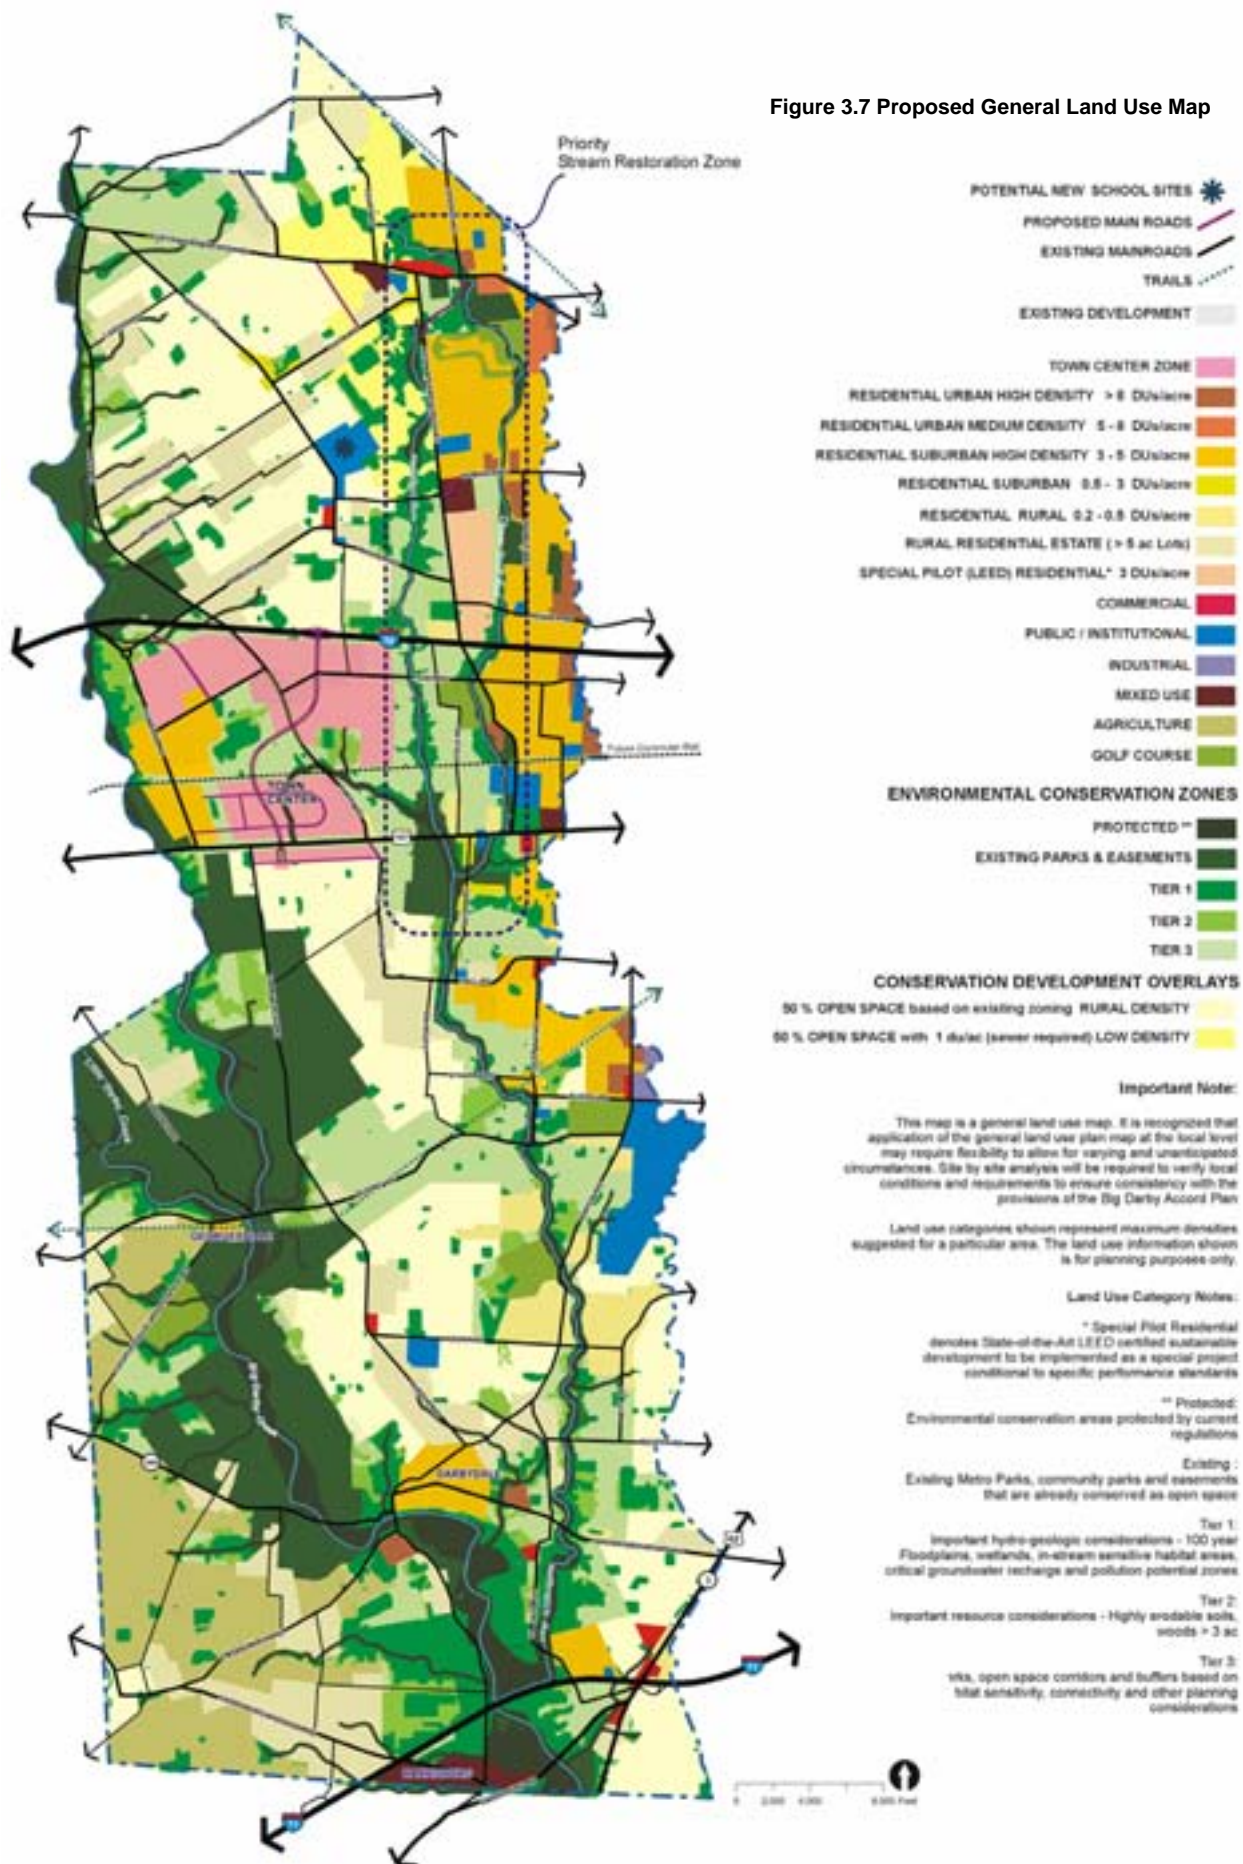 Figure 3.7 Proposed General Land Use Map
Priority
Stream Restoration Zone
POTENTIAL NEW SCHOOL SITES
PROPOSED MAIN ROADS
EXISTING MAINROADS
TRAILS
EXISTING DEVELOPMENT
TOWN CENTER ZONE
RESIDENTIAL URBAN HIGH DENSITY > 8 DUs/acre
RESIDENTIAL URBAN MEDIUM DENSITY 5 - 8 DUs/acre
RESIDENTIAL SUBURBAN HIGH DENSITY 3 - 5 DUs/acre
RESIDENTIAL SUBURBAN 0.5 - 3 DUs/acre
RESIDENTIAL RURAL 0.2 - 0.5 DUs/acre
RURAL RESIDENTIAL ESTATE ( > 5 ac Lots)
SPECIAL PILOT (LEED) RESIDENTIAL* 3 DUs/acre
COMMERCIAL
PUBLIC / INSTITUTIONAL
INDUSTRIAL
MIXED USE
AGRICULTURE
GOLF COURSE
Future Commuter Rail
TOWN
CENTER
ENVIRONMENTAL CONSERVATION ZONES
PROTECTED **
EXISTING PARKS & EASEMENTS
TIER 1
TIER 2
TIER 3
CONSERVATION DEVELOPMENT OVERLAYS
50 % OPEN SPACE based on existing zoning RURAL DENSITY
50 % OPEN SPACE with 1 du/ac (sewer required) LOW DENSITY
Important Note:
This map is a general land use map. It is recognized that
application of the general land use plan map at the local level
may require flexibility to allow for varying and unanticipated
circumstances. Site by site analysis will be required to verify local
conditions and requirements to ensure consistency with the
provisions of the Big Darby Accord Plan
Land use categories shown represent maximum densities
suggested for a particular area. The land use information shown
is for planning purposes only.
Land Use Category Notes:
* Special Pilot Residential
denotes State-of-the-Art LEED certified sustainable
development to be implemented as a special project
conditional to specific performance standards
** Protected:
Environmental conservation areas protected by current
regulations
Existing :
Existing Metro Parks, community parks and easements
that are already conserved as open space
Tier 1:
Important hydro-geologic considerations - 100 year
Floodplains, wetlands, in-stream sensitive habitat areas,
critical groundwater recharge and pollution potential zones
Tier 2:
Important resource considerations - Highly erodable soils,
woods > 3 ac
Tier 3:
rks, open space corridors and buffers based on
itat sensitivity, connectivity and other planning
considerations
DARBYDALE
0 2,000 4,000 8,000 Feet